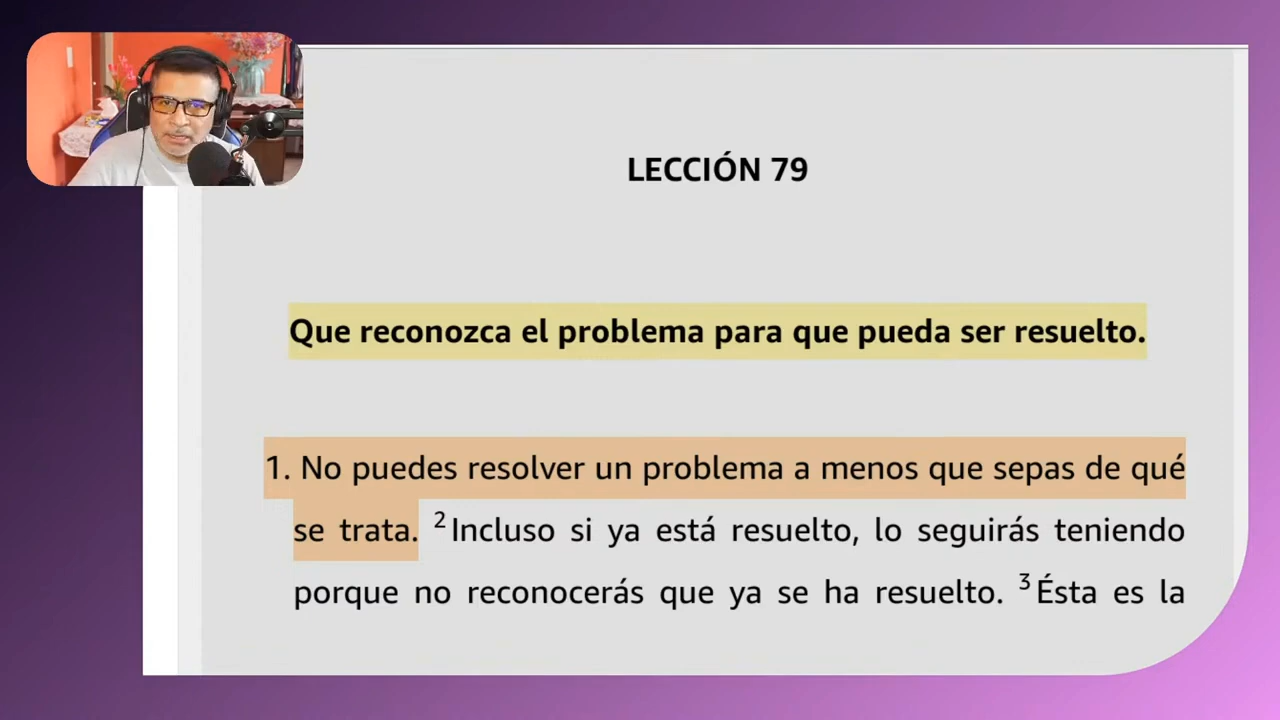 LECCIÓN 79
Que reconozca el problema para que pueda ser resuelto.
1. No puedes resolver un problema a menos que sepas de qué
se trata. ²Incluso si ya está resuelto, lo seguirás teniendo
porque no reconocerás que ya se ha resuelto. ³Ésta es la